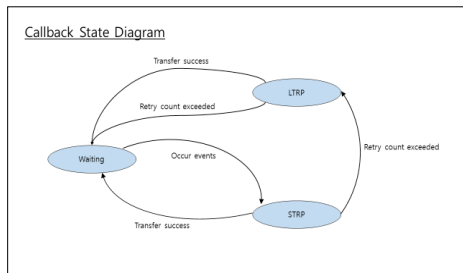 Callback State Diagram
Transfer success
LTRP
Retry count exceeded
Waiting
Occur events
Retry count exceeded
STRP
Transfer success